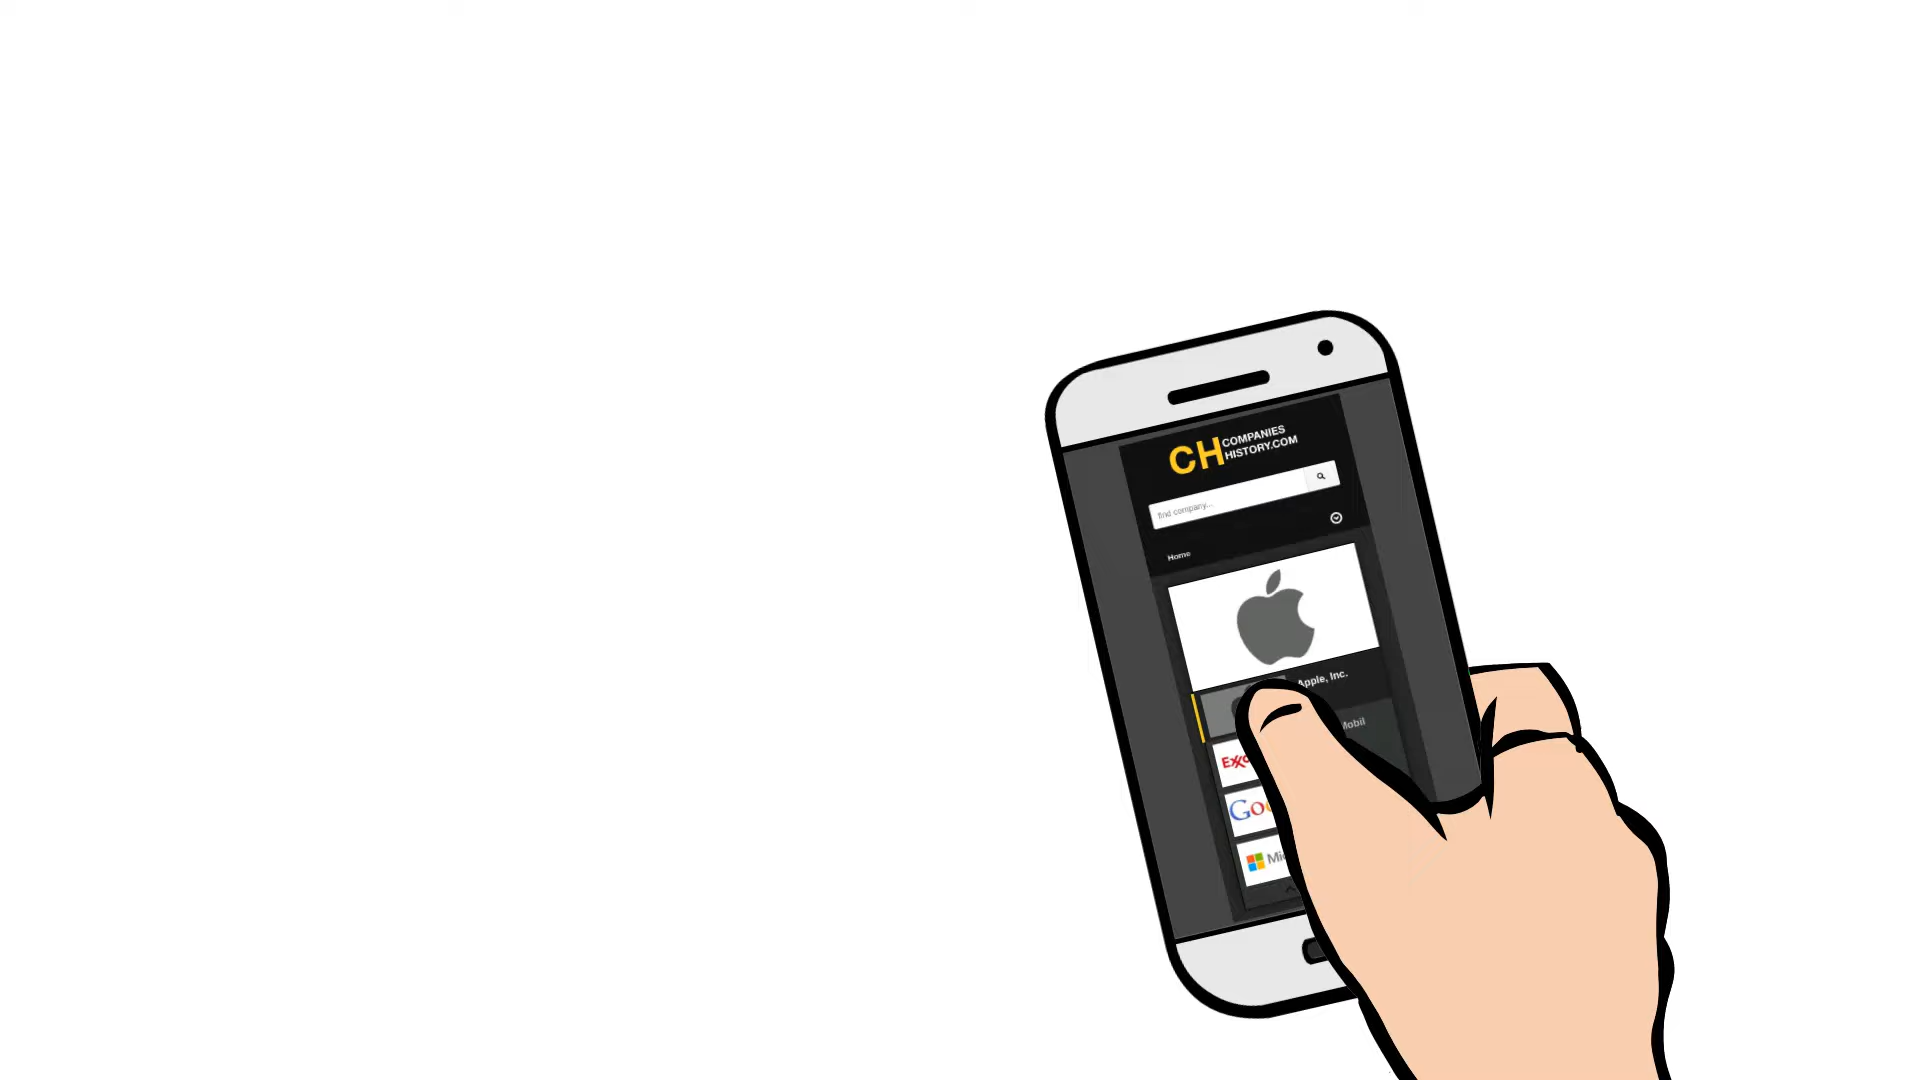 CH COMPANIES
HISTORY.COM
find company...
Home
Apple, Inc.
Mobil